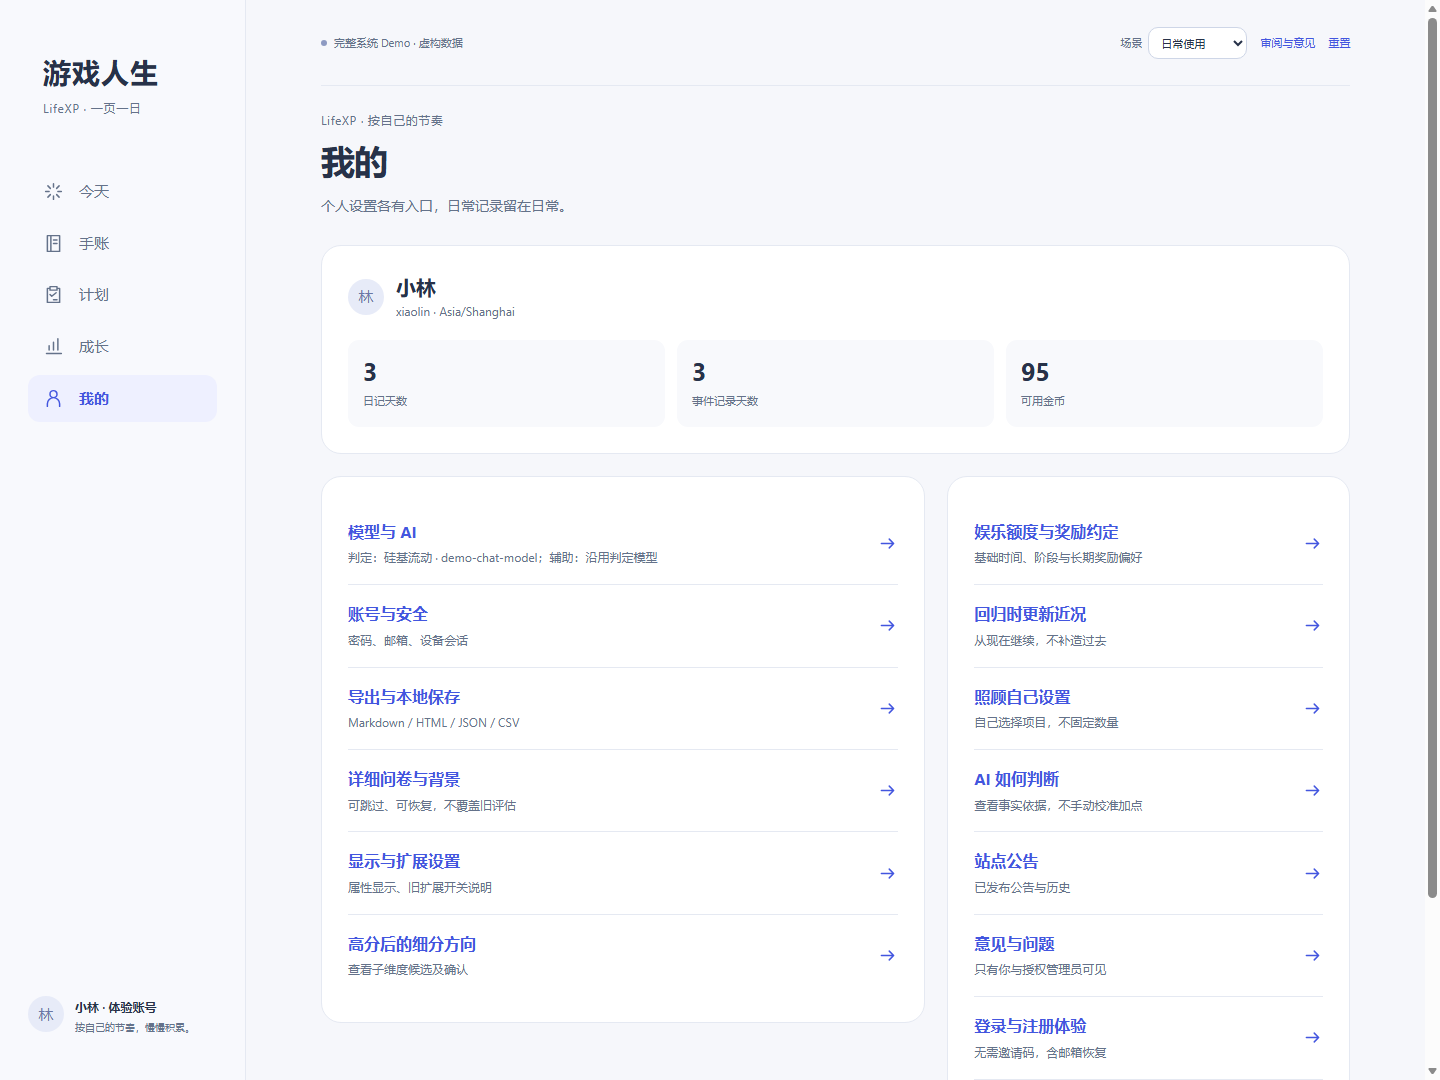 游戏人生
LifeXP · 一页一日
今天
手账
计划
成长
我的
林
小林 · 体验账号
按自己的节奏，慢慢积累。
完整系统 Demo · 虚构数据
场景
日常使用
审阅与意见
重置
LifeXP · 按自己的节奏
我的
个人设置各有入口，日常记录留在日常。
林
小林
xiaolin · Asia/Shanghai
3
日记天数
3
事件记录天数
95
可用金币
模型与 AI
判定：硅基流动 · demo-chat-model；辅助：沿用判定模型
账号与安全
密码、邮箱、设备会话
导出与本地保存
Markdown / HTML / JSON / CSV
详细问卷与背景
可跳过、可恢复，不覆盖旧评估
显示与扩展设置
属性显示、旧扩展开关说明
高分后的细分方向
查看子维度候选及确认
娱乐额度与奖励约定
基础时间、阶段与长期奖励偏好
回归时更新近况
从现在继续，不补造过去
照顾自己设置
自己选择项目，不固定数量
AI 如何判断
查看事实依据，不手动校准加点
站点公告
已发布公告与历史
意见与问题
只有你与授权管理员可见
登录与注册体验
无需邀请码，含邮箱恢复